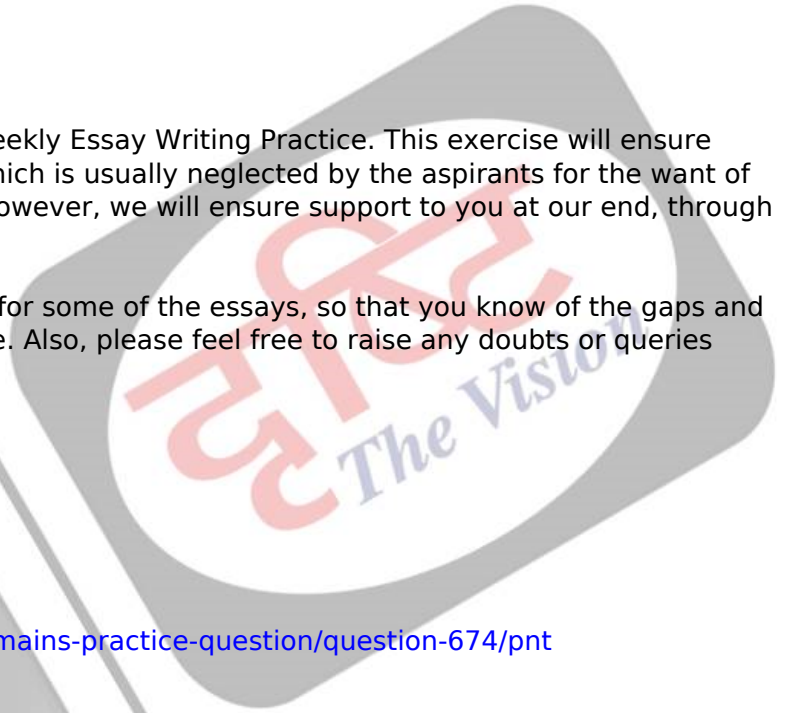 eekly Essay Writing Practice. This exercise will ensure
hich is usually neglected by the aspirants for the want of
owever, we will ensure support to you at our end, through
for some of the essays, so that you know of the gaps and
e. Also, please feel free to raise any doubts or queries
दृष्टि
The Vision
mains-practice-question/question-674/pnt